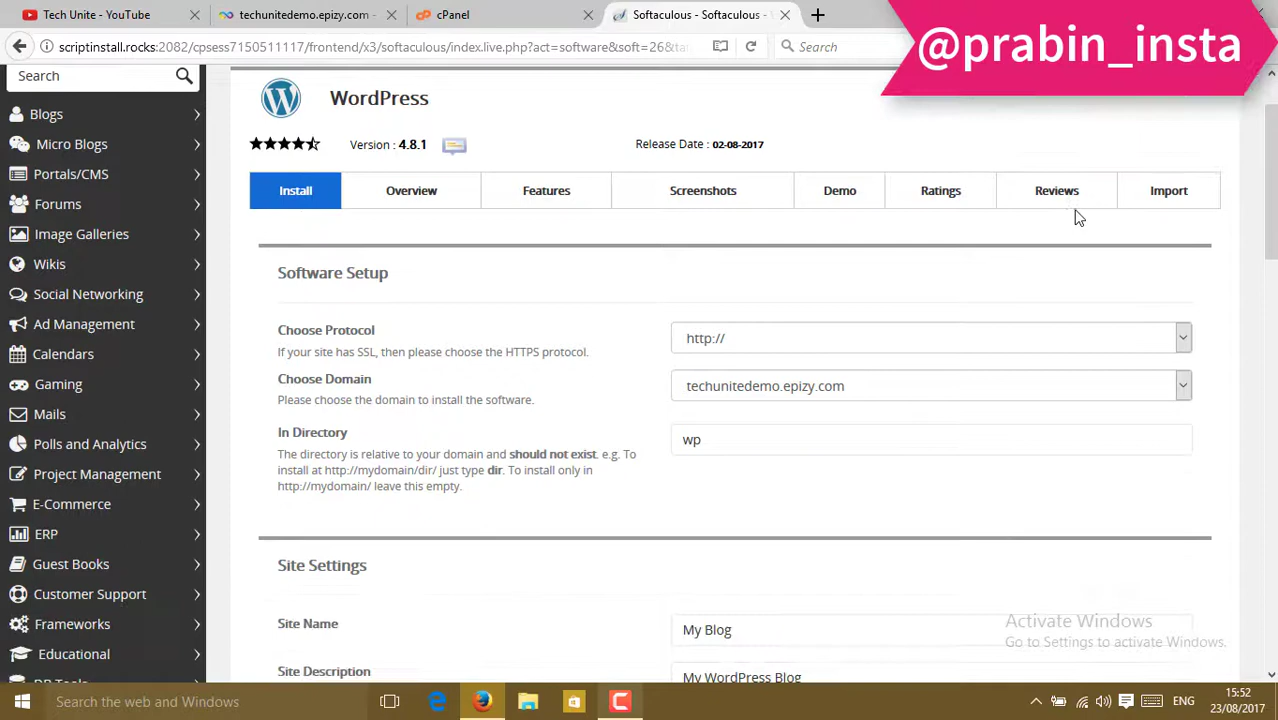 Tech Unite - YouTube
techunitedemo.epizy.com -
cPanel
Softaculous - Softaculous -
scriptinstall.rocks:2082/cpsess7150511117/frontend/x3/softaculous/index.live.php?act=software&soft=26&
Search
@prabin_insta
Search
Blogs
Micro Blogs
Portals/CMS
Forums
Image Galleries
Wikis
Social Networking
Ad Management
Calendars
Gaming
Mails
Polls and Analytics
Project Management
E-Commerce
ERP
Guest Books
Customer Support
Frameworks
Educational
WordPress
Version : 4.8.1
Release Date : 02-08-2017
Install
Overview
Features
Screenshots
Demo
Ratings
Reviews
Import
Software Setup
Choose Protocol
If your site has SSL, then please choose the HTTPS protocol.
http://
Choose Domain
Please choose the domain to install the software.
techunitedemo.epizy.com
In Directory
The directory is relative to your domain and should not exist. e.g. To
install at http://mydomain/dir/ just type dir. To install only in
http://mydomain/ leave this empty.
wp
Site Settings
Site Name
My Blog
Site Description
My WordPress Blog
Activate Windows
Go to Settings to activate Windows.
Search the web and Windows
ENG
15:52
23/08/2017